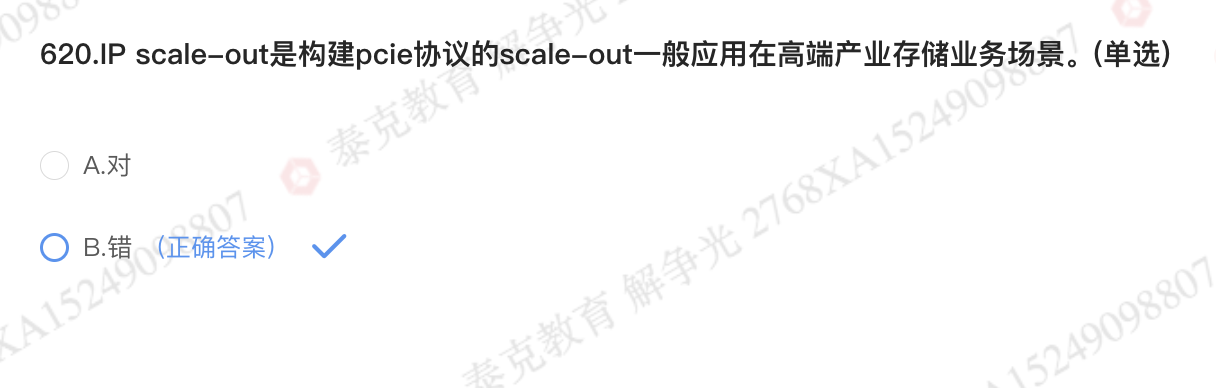 620.IP scale-out是构建pcie协议的scale-out一般应用在高端产业存储业务场景。(单选)
A.对
B.错 （正确答案）
泰克教育 解争光 2768XA15249098807